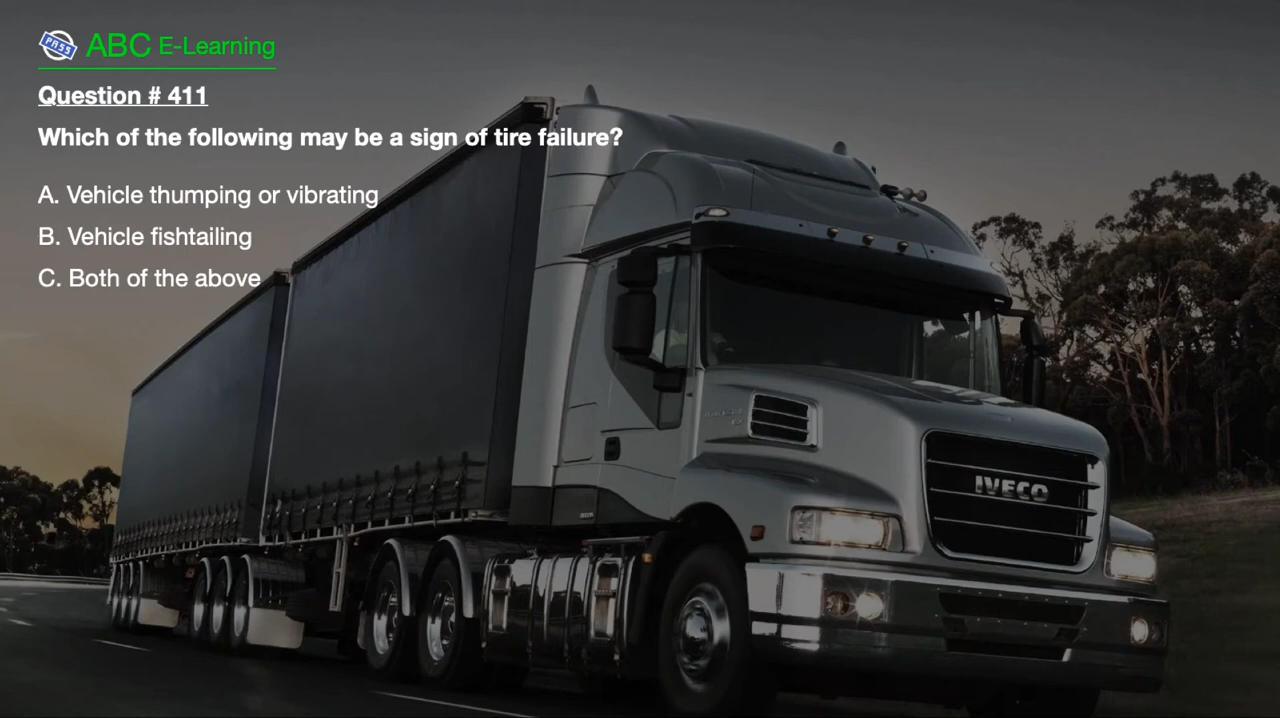 PASS
ABC E-Learning
Question # 411
Which of the following may be a sign of tire failure?
A. Vehicle thumping or vibrating
B. Vehicle fishtailing
C. Both of the above
IVECO